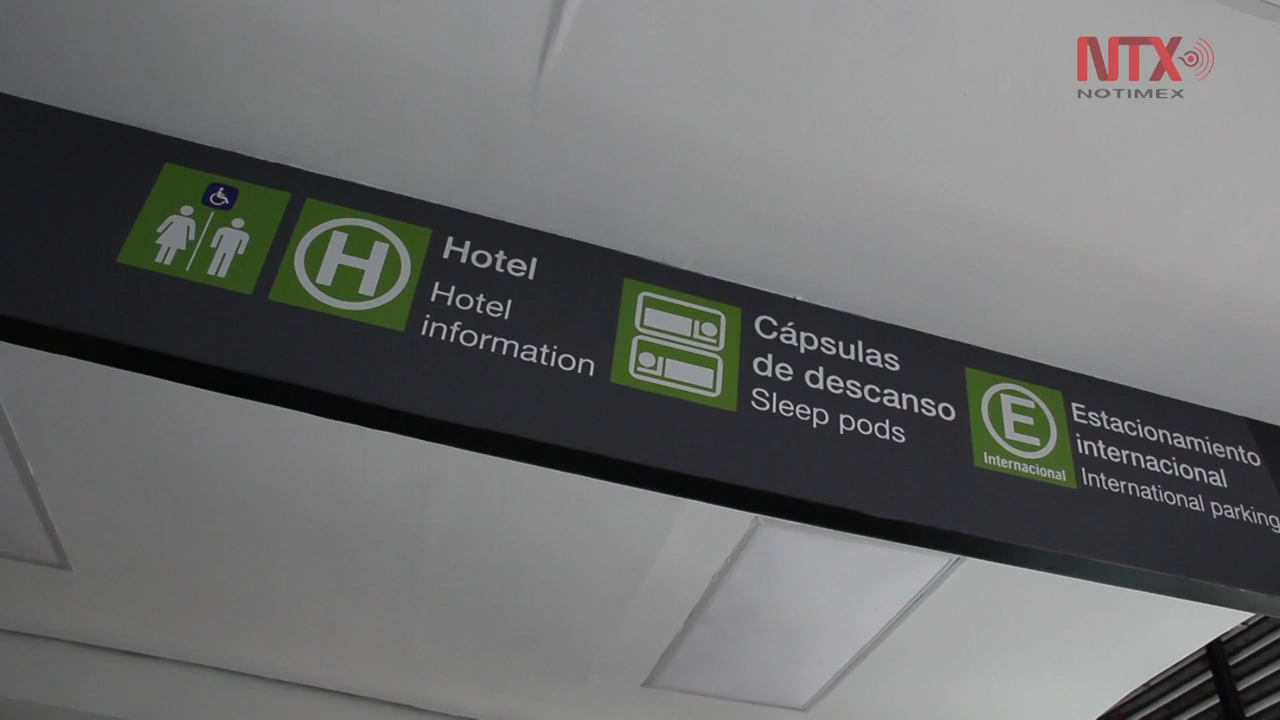 NTX
NOTIMEX
H
Hotel
Hotel
information
Cápsulas
de descanso
Sleep pods
E
Internacional
Estacionamiento
internacional
International parking